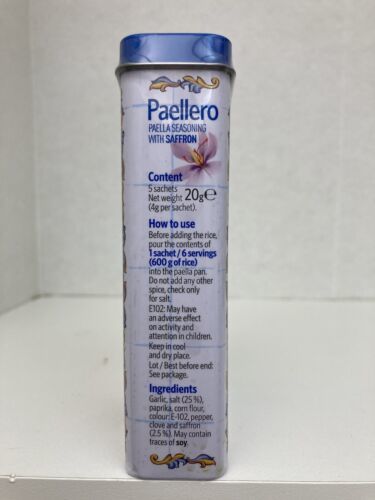 Paellero
PAELLA SEASONING
WITH SAFFRON
Content
5 sachets
Net weight 20g℮
(4g per sachet).
How to use
Before adding the rice,
pour the contents of
1 sachet / 6 servings
(600 g of rice)
into the paella pan.
Do not add any other
spice, check only
for salt.
E102: May have
an adverse effect
on activity and
attention in children.
Keep in cool
and dry place.
Lot / Best before end:
See package.
Ingredients
Garlic, salt (25 %),
paprika, corn flour,
colour: E-102, pepper,
clove and saffron
(2.5 %). May contain
traces of soy.